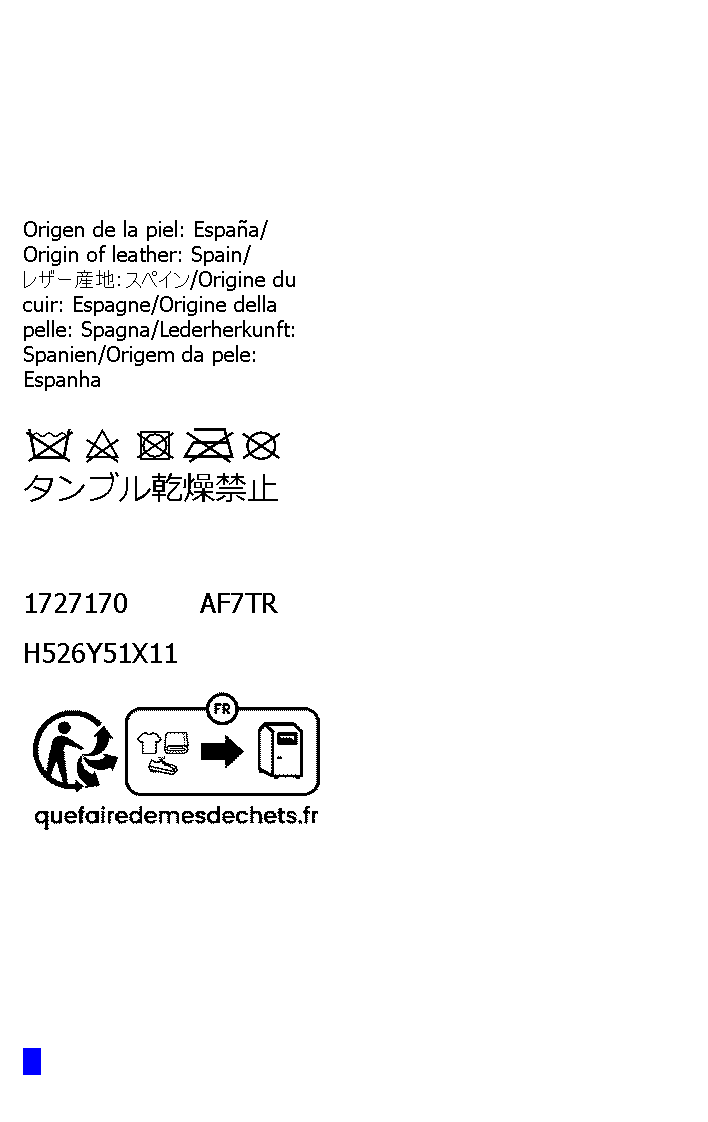 Origen de la piel: España/
Origin of leather: Spain/
レザー産地:スペイン/Origine du
cuir: Espagne/Origine della
pelle: Spagna/Lederherkunft:
Spanien/Origem da pele:
Espanha
タンブル乾燥禁止
1727170 AF7TR
H526Y51X11
FR
quefairedemesdechets.fr